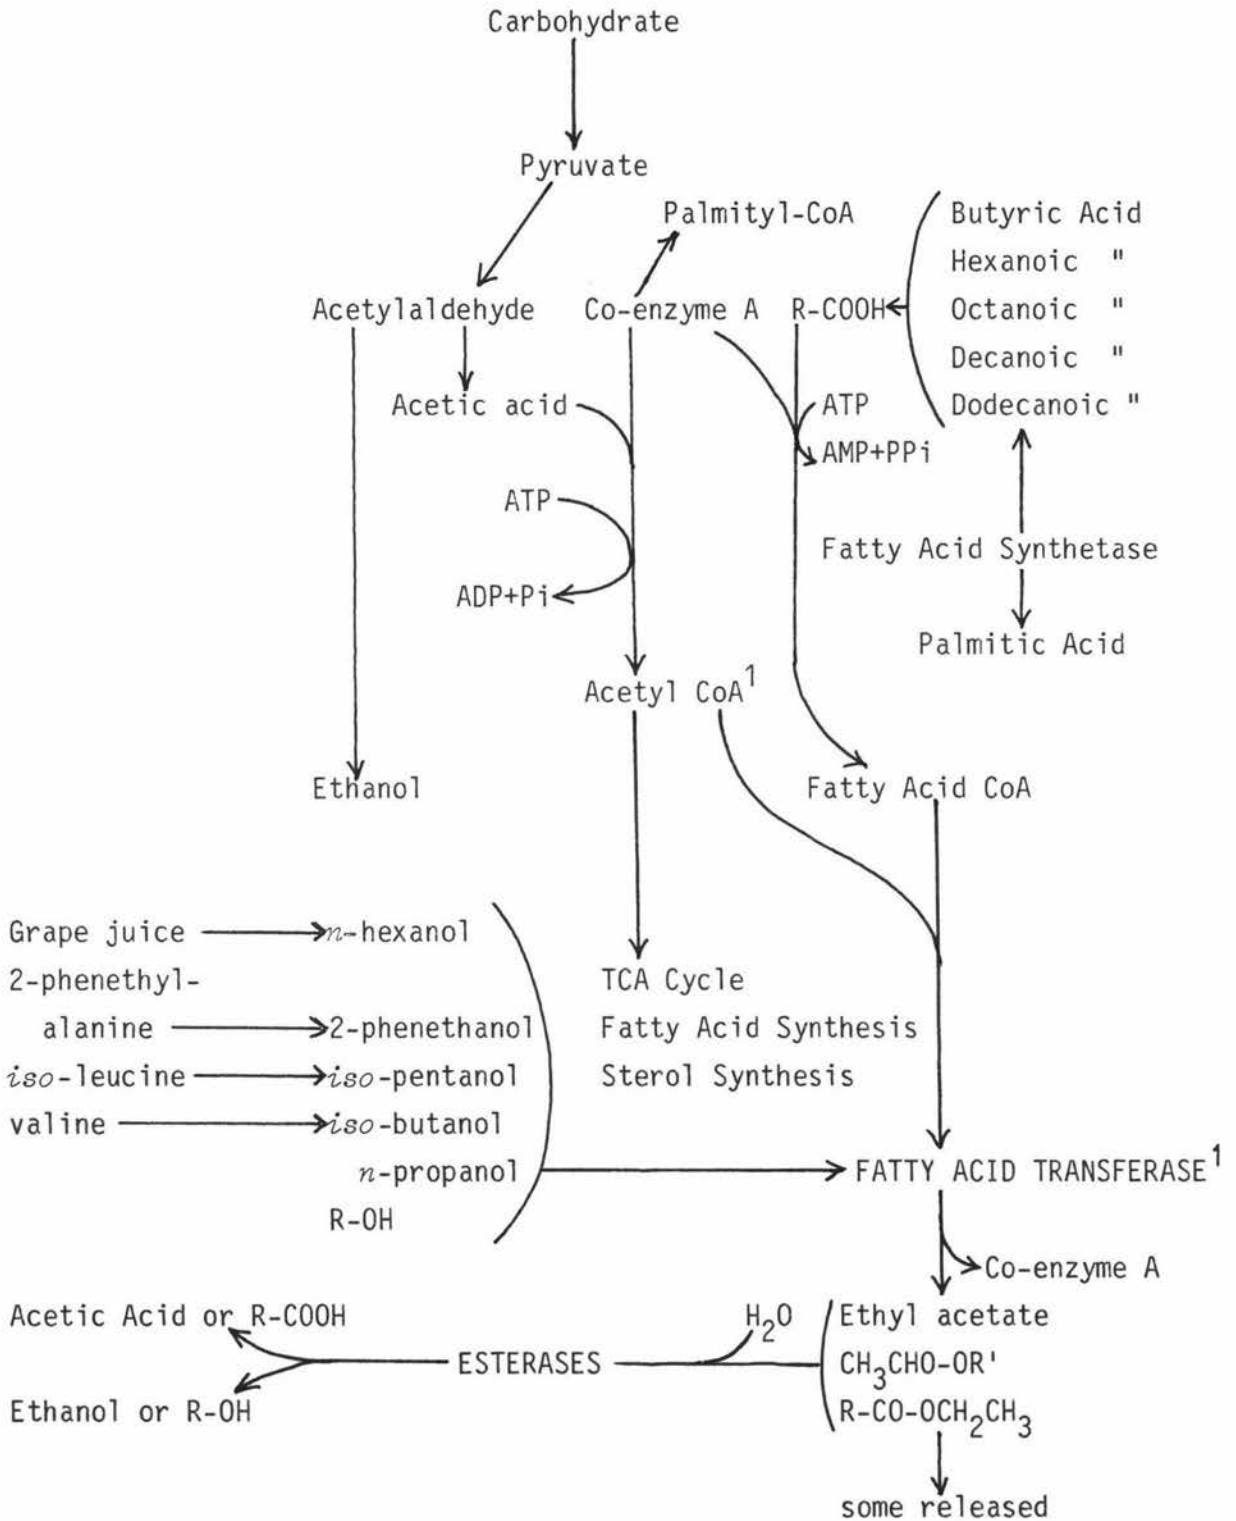 Carbohydrate
Pyruvate
Palmityl-CoA
Butyric Acid
Hexanoic "
Acetylaldehyde Co-enzyme A R-COOH Octanoic "
Decanoic "
Acetic acid ATP Dodecanoic "
AMP+PPi
ATP
Fatty Acid Synthetase
ADP+Pi
Palmitic Acid
Acetyl CoA¹
Ethanol Fatty Acid CoA
Grape juice n-hexanol
2-phenethyl- TCA Cycle
alanine 2-phenethanol Fatty Acid Synthesis
iso-leucine iso-pentanol Sterol Synthesis
valine iso-butanol
n-propanol FATTY ACID TRANSFERASE¹
R-OH
Co-enzyme A
Acetic Acid or R-COOH H₂O Ethyl acetate
ESTERASES CH₃CHO-OR'
Ethanol or R-OH R-CO-OCH₂CH₃
some released